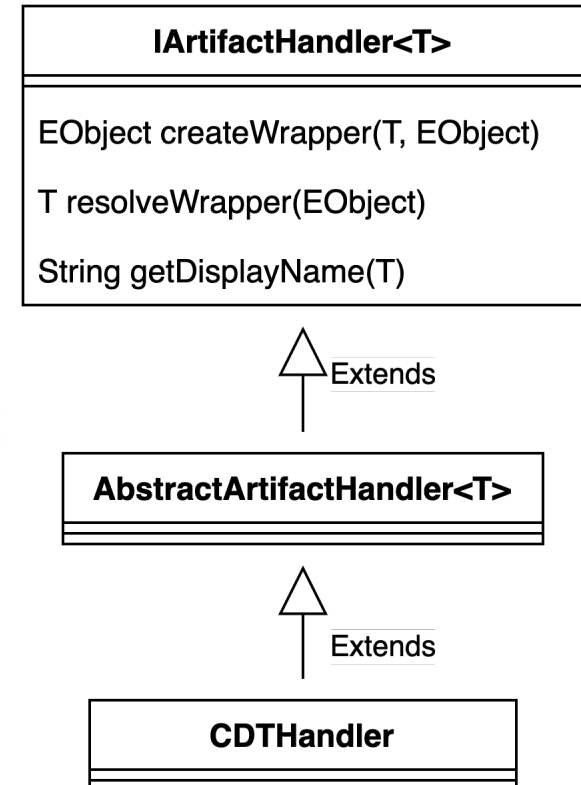 IArtifactHandler<T>
EObject createWrapper(T, EObject)
T resolveWrapper(EObject)
String getDisplayName(T)
Extends
AbstractArtifactHandler<T>
Extends
CDTHandler